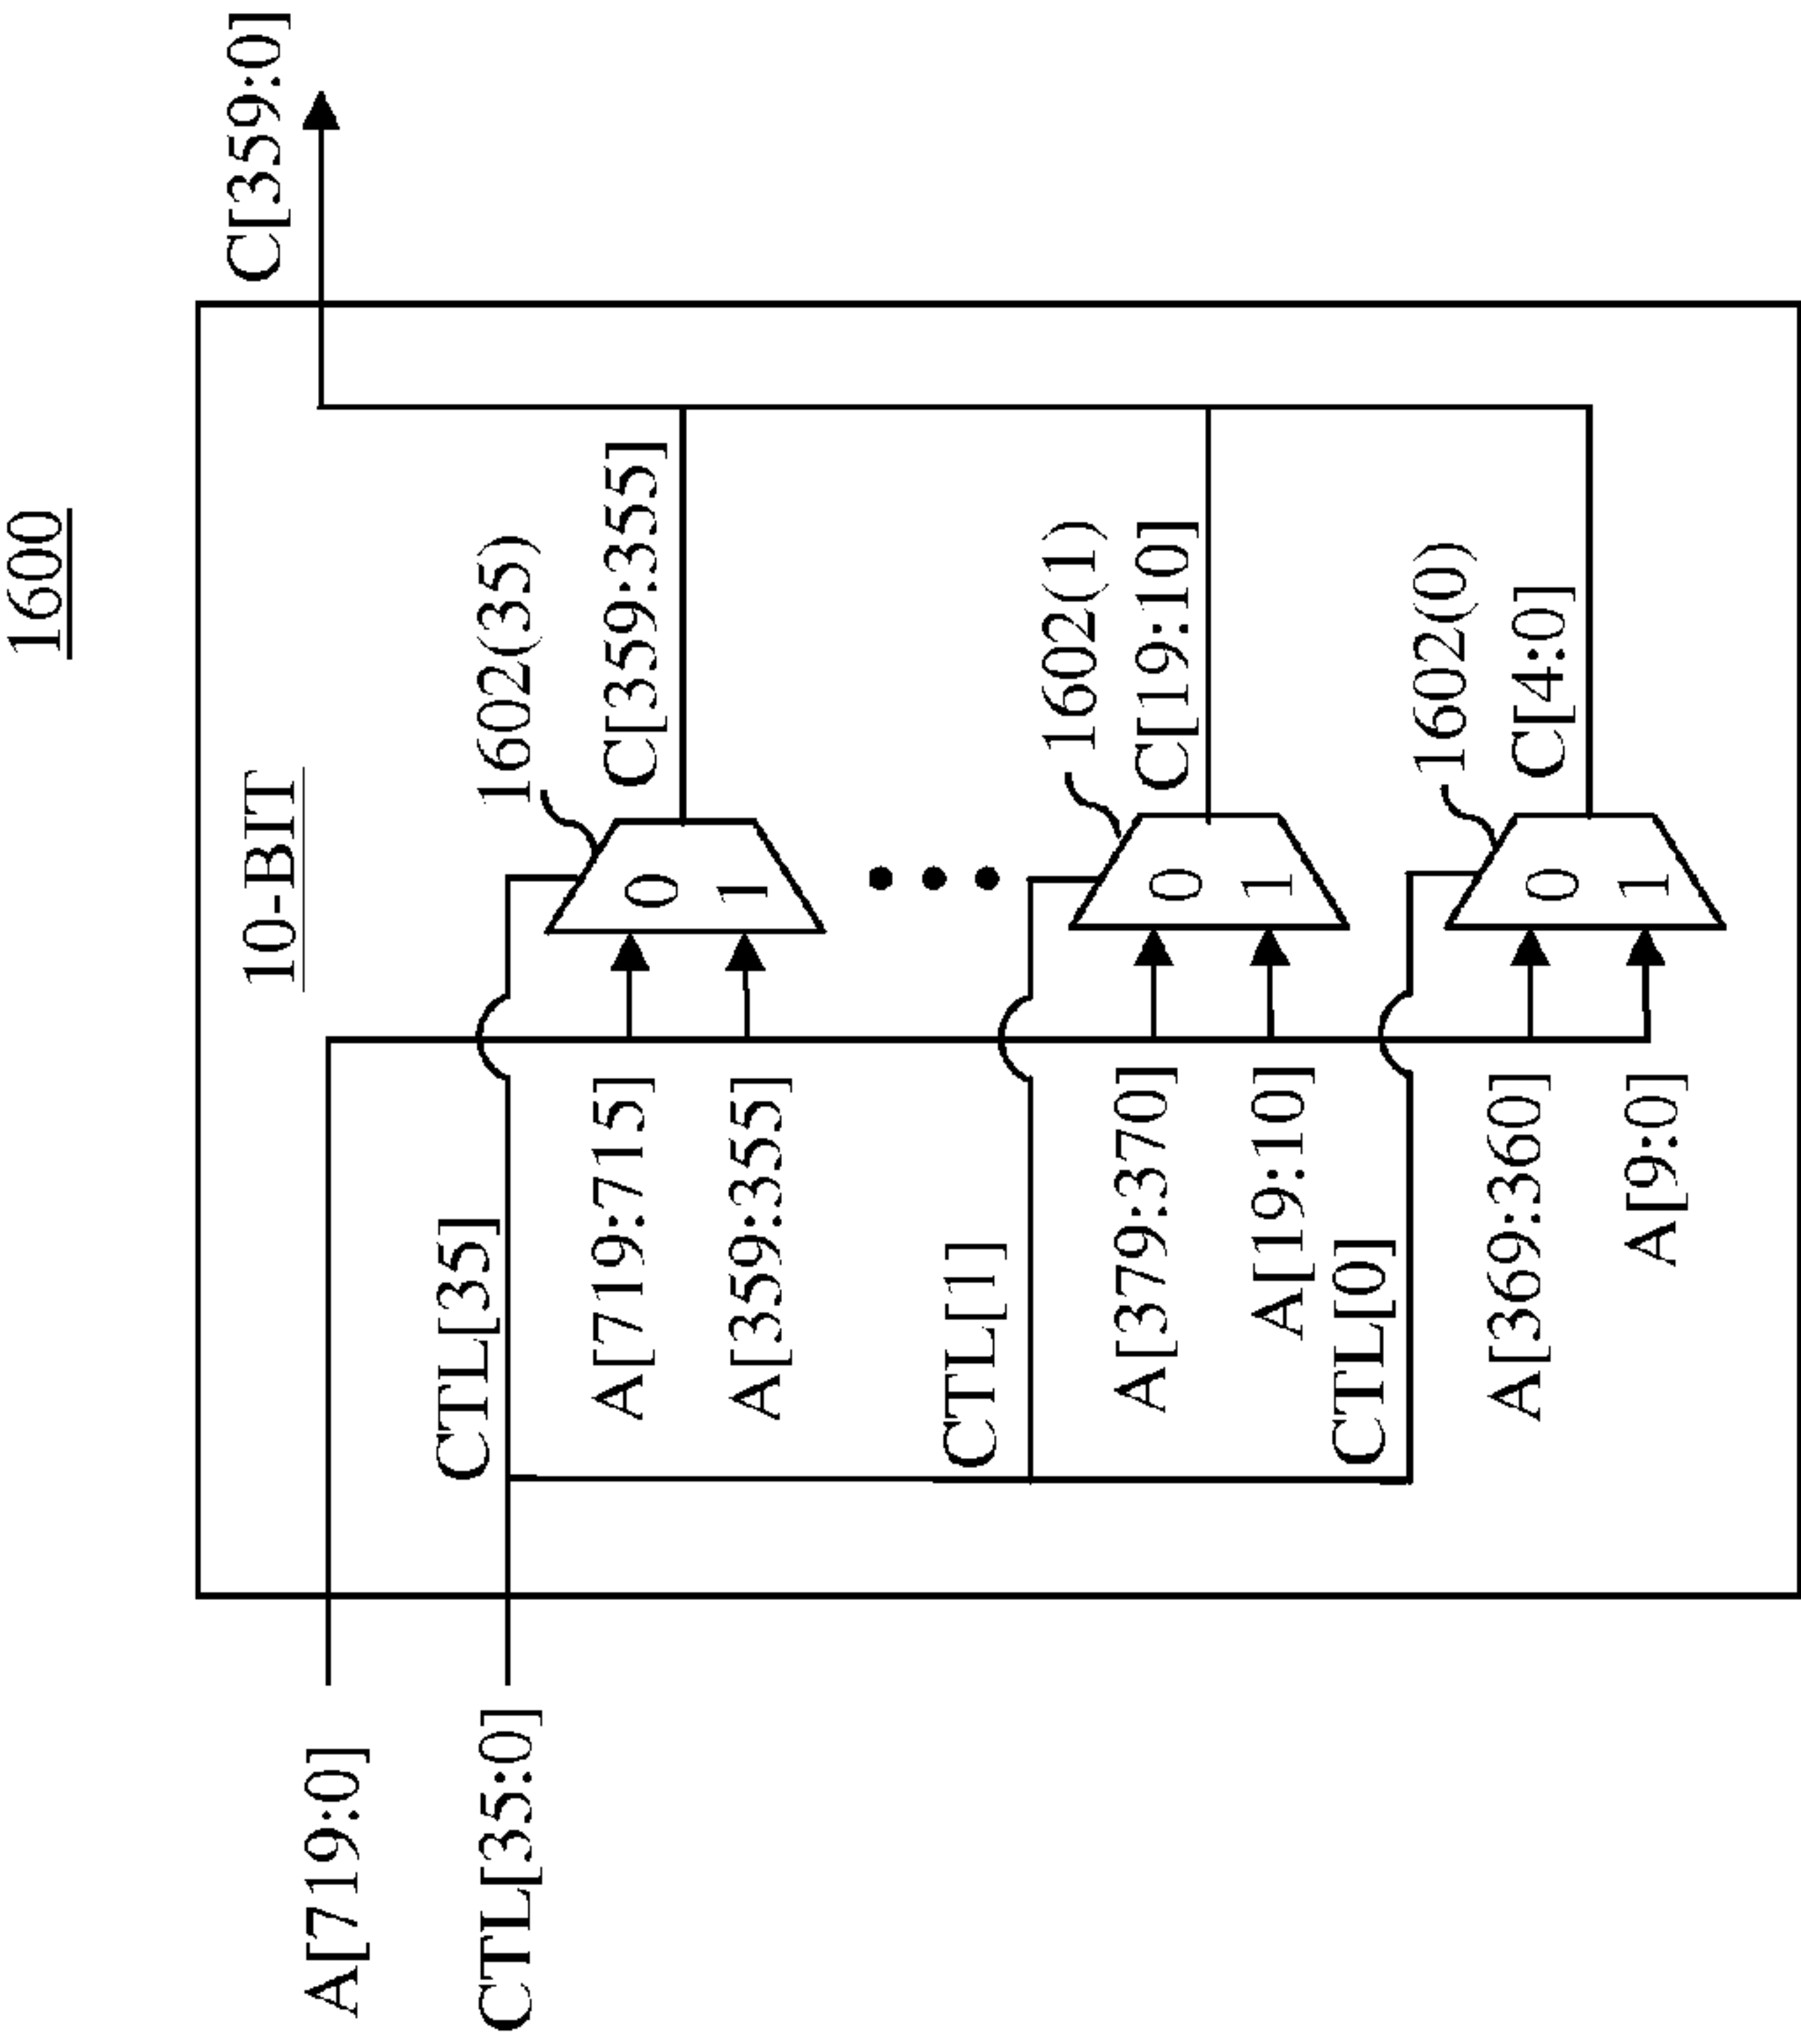 1600
A[719:0]
CTL[35:0]
10-BIT
C[359:0]
CTL[35]
1602(35)
0
1
A[719:715]
A[359:355]
C[359:355]
CTL[1]
1602(1)
0
1
A[379:370]
A[19:10]
C[19:10]
CTL[0]
1602(0)
0
1
A[369:360]
A[9:0]
C[4:0]